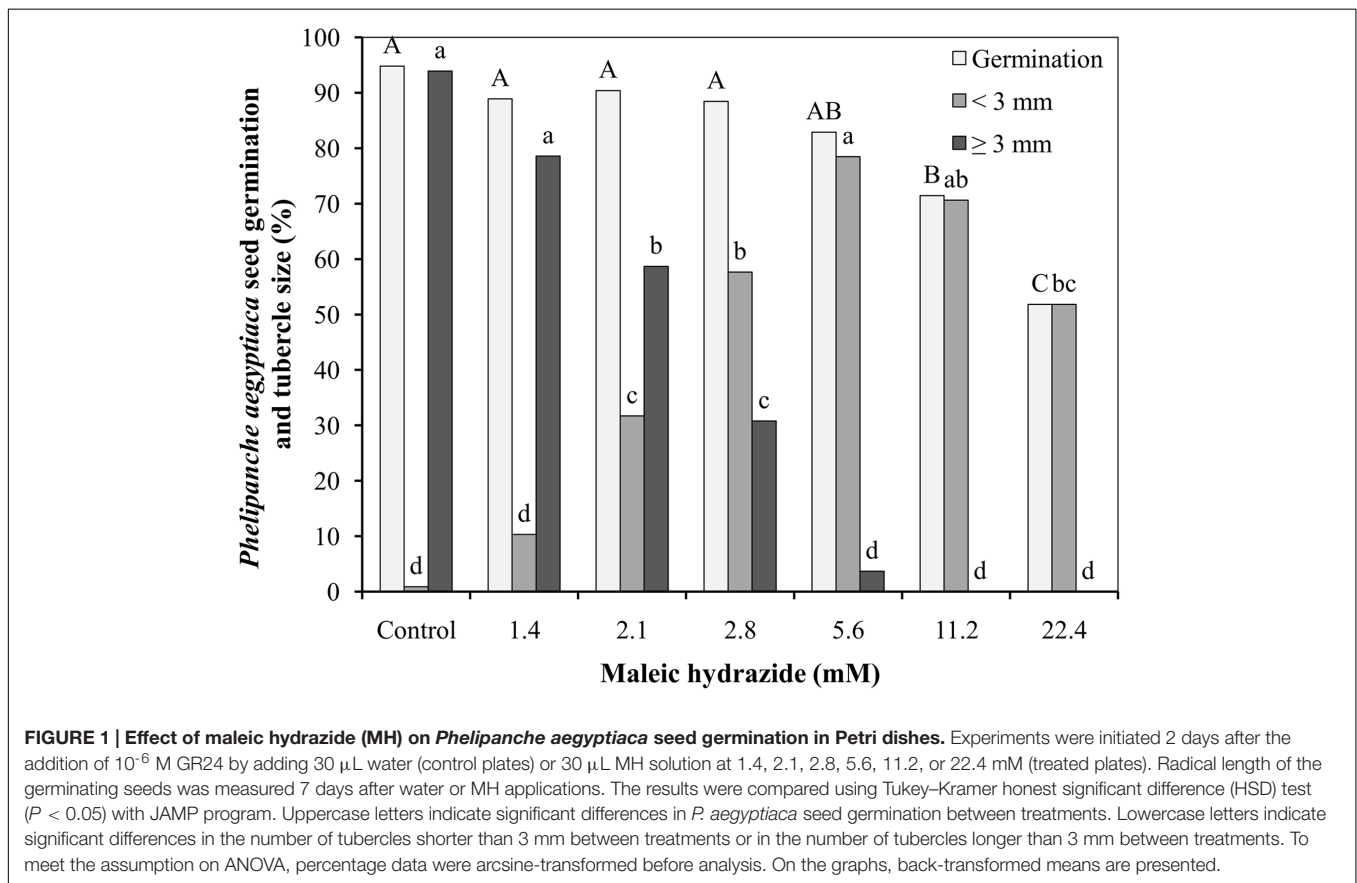 100
90
80
70
60
50
40
30
20
10
0
Phelipanche aegyptiaca seed germination
and tubercle size (%)
A
a
d
A
d
a
A
c
b
A
b
c
AB
a
d
B
ab
d
C
bc
d
Germination
< 3 mm
≥ 3 mm
Control
1.4
2.1
2.8
5.6
11.2
22.4
Maleic hydrazide (mM)
FIGURE 1 | Effect of maleic hydrazide (MH) on Phelipanche aegyptiaca seed germination in Petri dishes. Experiments were initiated 2 days after the
addition of 10⁻⁶ M GR24 by adding 30 μL water (control plates) or 30 μL MH solution at 1.4, 2.1, 2.8, 5.6, 11.2, or 22.4 mM (treated plates). Radical length of the
germinating seeds was measured 7 days after water or MH applications. The results were compared using Tukey–Kramer honest significant difference (HSD) test
(P < 0.05) with JAMP program. Uppercase letters indicate significant differences in P. aegyptiaca seed germination between treatments. Lowercase letters indicate
significant differences in the number of tubercles shorter than 3 mm between treatments or in the number of tubercles longer than 3 mm between treatments. To
meet the assumption on ANOVA, percentage data were arcsine-transformed before analysis. On the graphs, back-transformed means are presented.